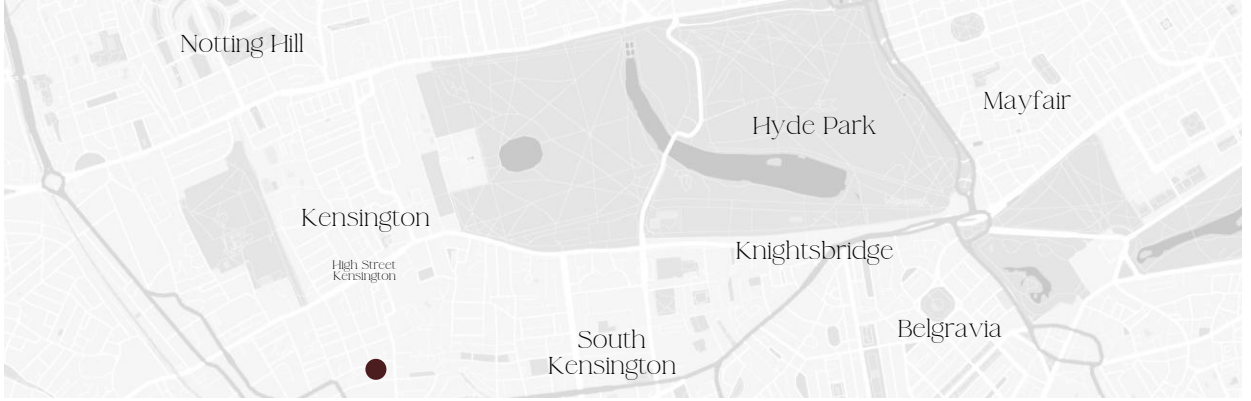 Notting Hill
Mayfair
Hyde Park
Kensington
Knightsbridge
High Street
Kensington
Belgravia
South
Kensington